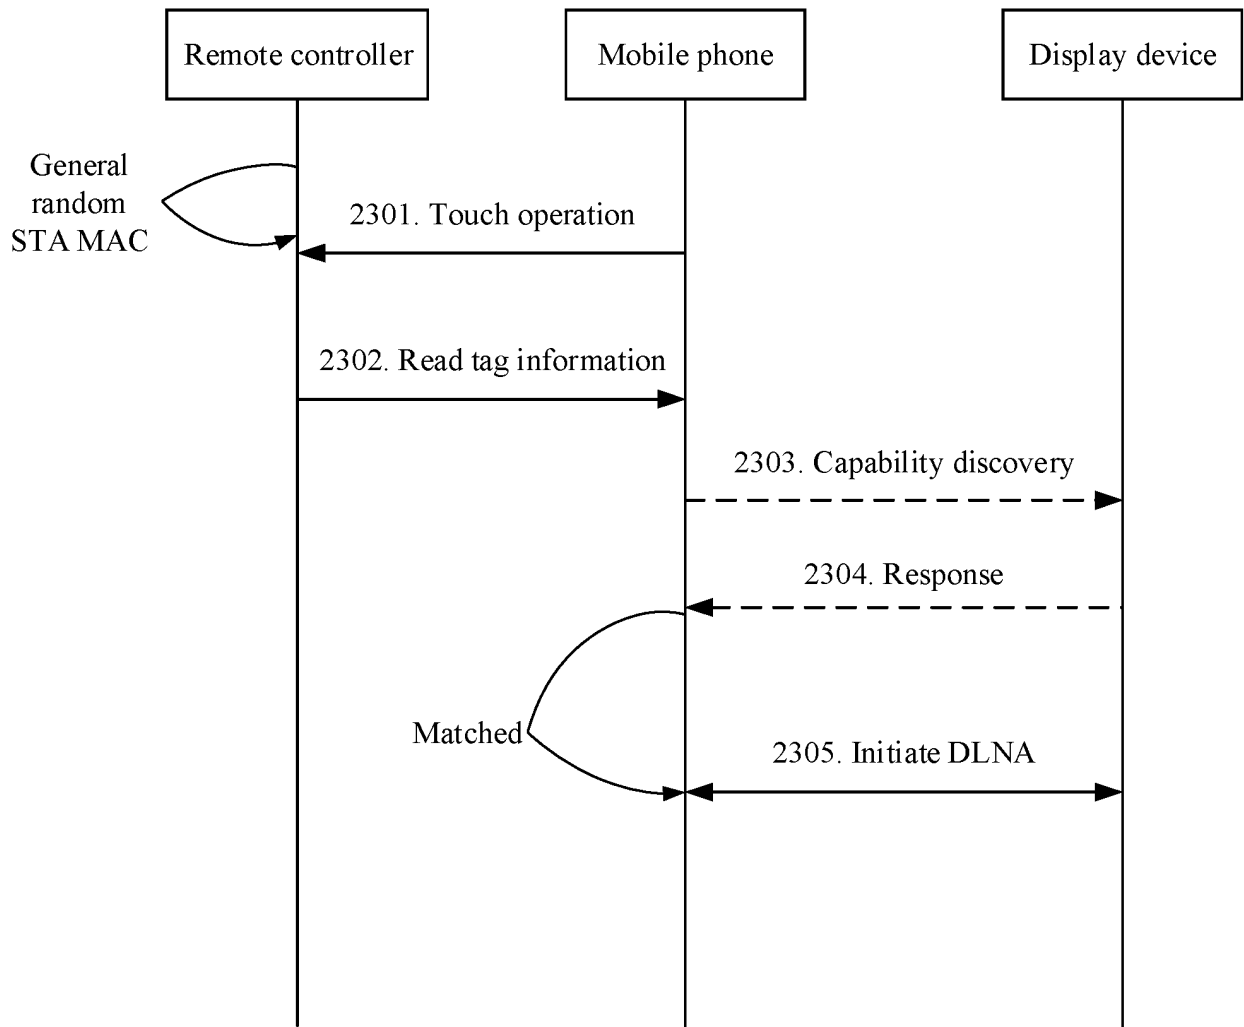 Remote controller
Mobile phone
Display device
General
random
STA MAC
2301. Touch operation
2302. Read tag information
2303. Capability discovery
2304. Response
Matched
2305. Initiate DLNA